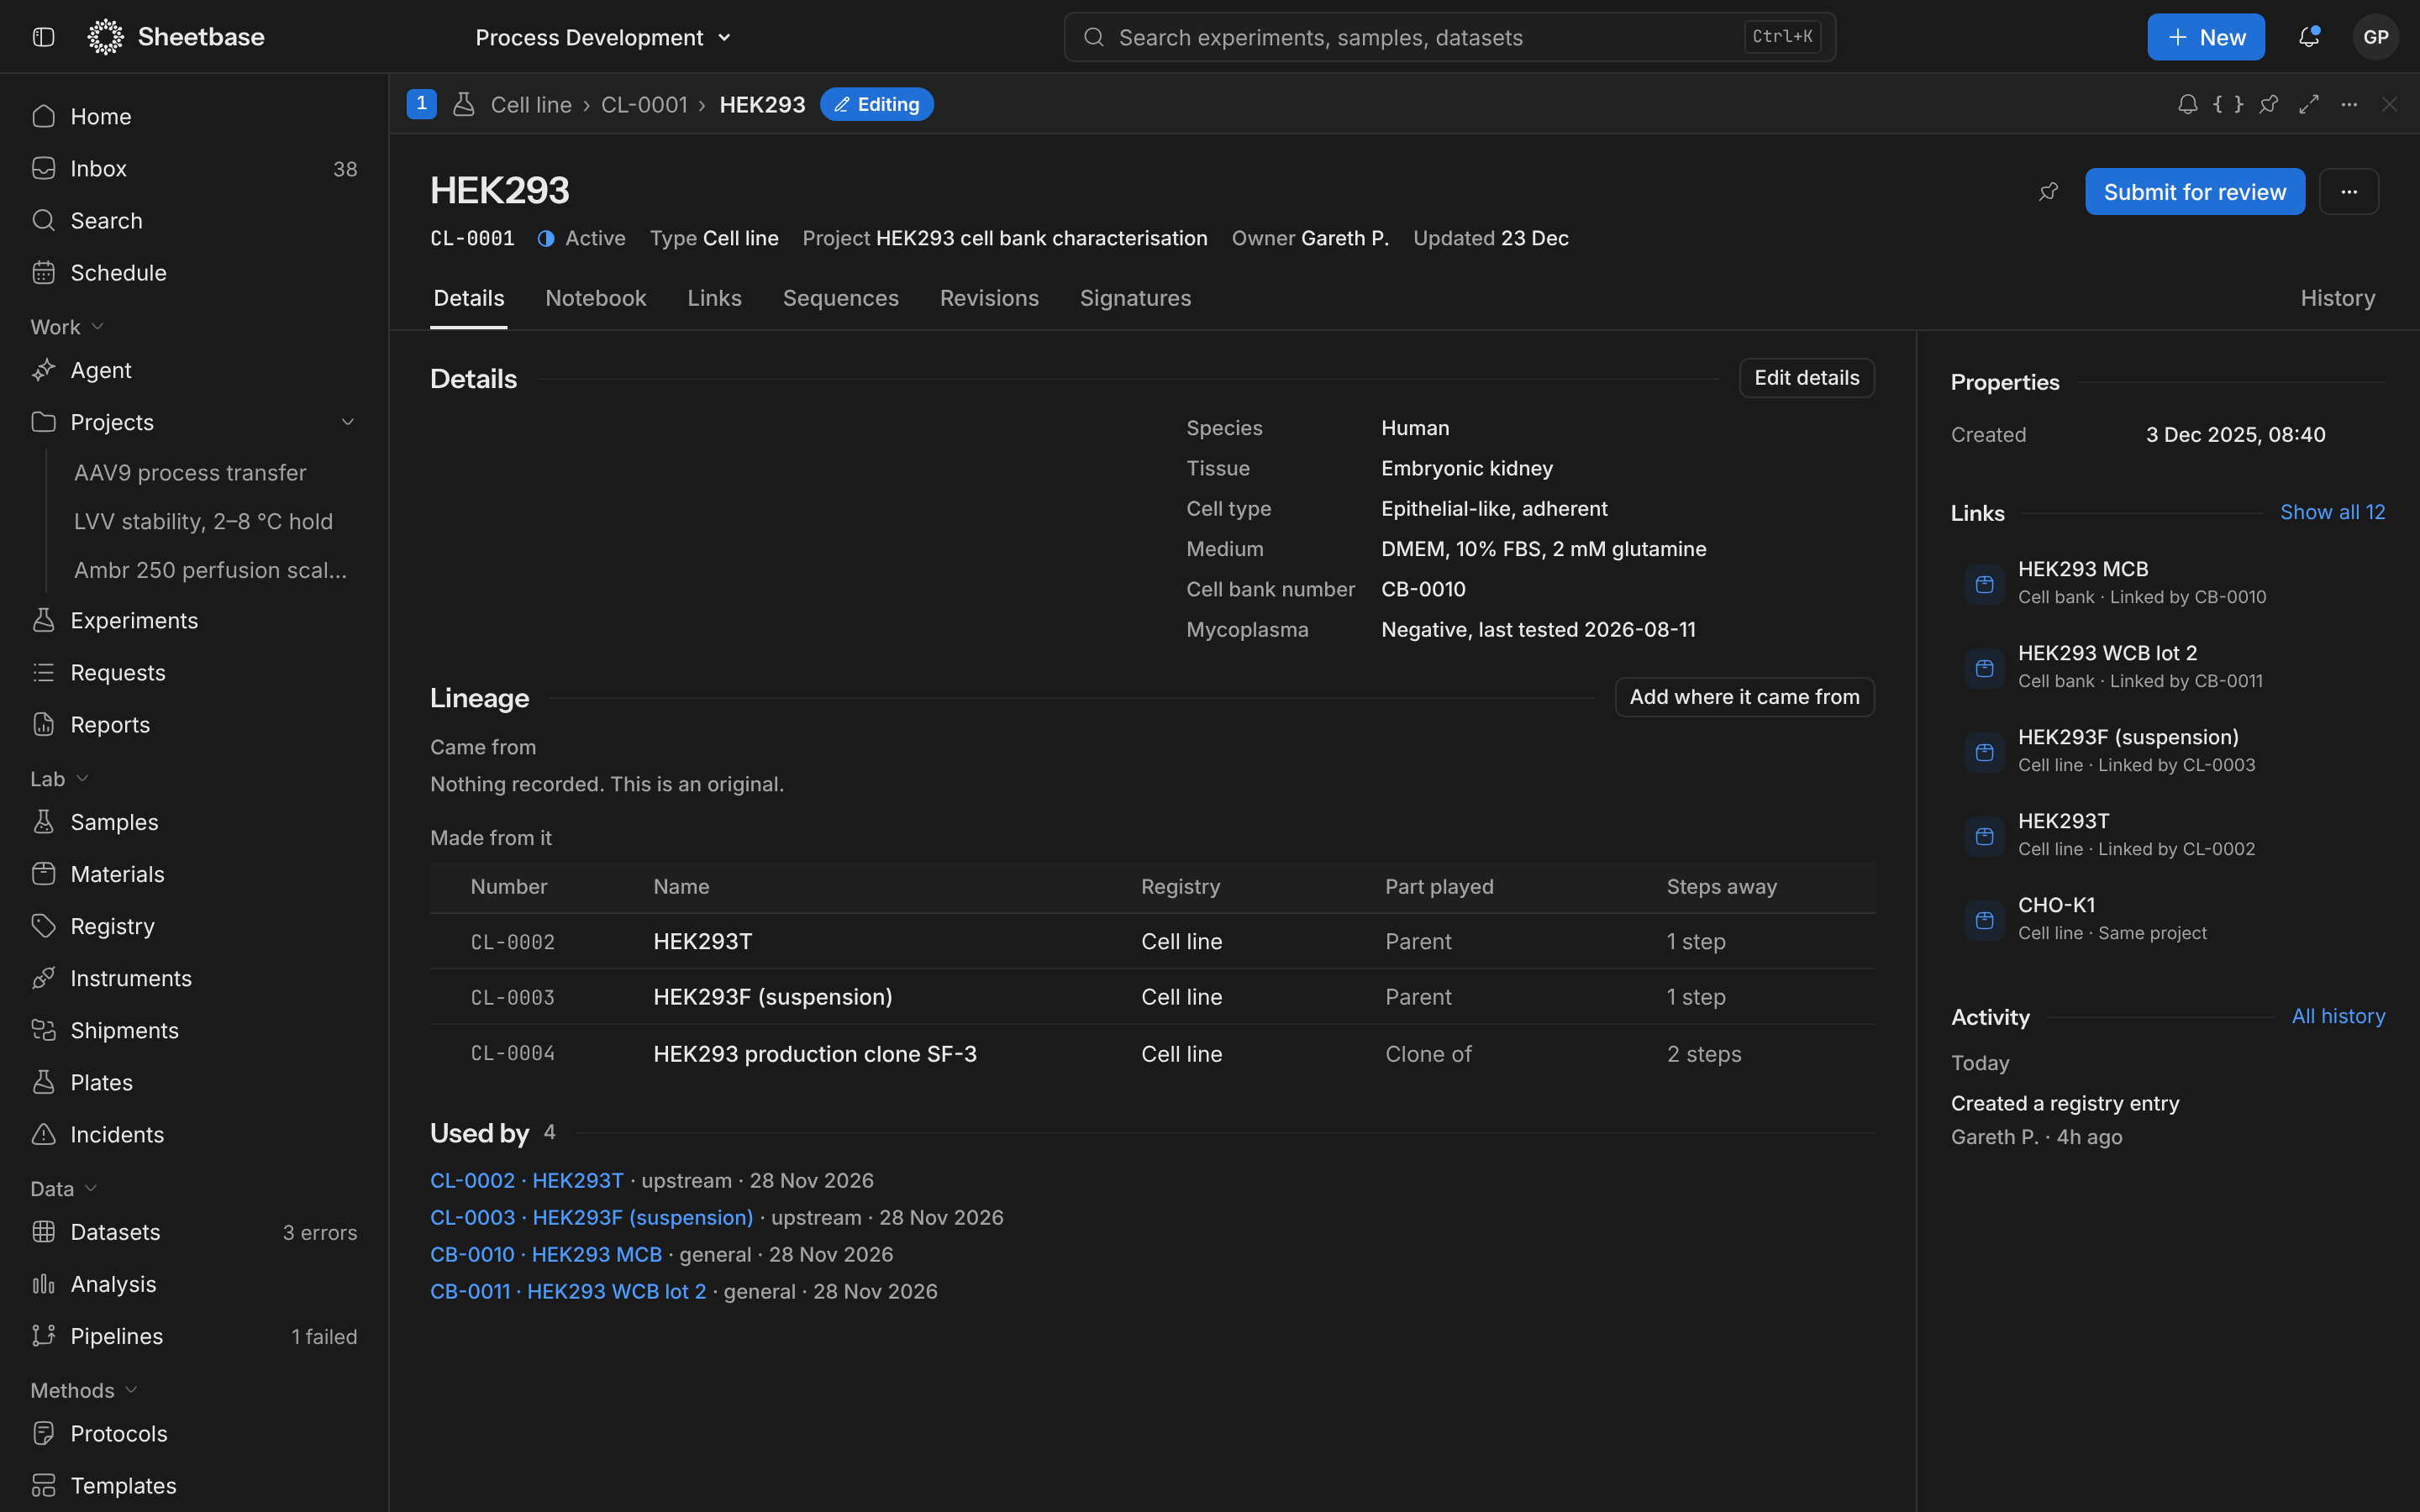 Sheetbase
Process Development
Search experiments, samples, datasets
Ctrl+K
New
GP
Home
Inbox 38
Search
Schedule
Work
Agent
Projects
AAV9 process transfer
LVV stability, 2–8 °C hold
Ambr 250 perfusion scal...
Experiments
Requests
Reports
Lab
Samples
Materials
Registry
Instruments
Shipments
Plates
Incidents
Data
Datasets 3 errors
Analysis
Pipelines 1 failed
Methods
Protocols
Templates
1 Cell line › CL-0001 › HEK293 Editing
HEK293
Submit for review
CL-0001 Active Type Cell line Project HEK293 cell bank characterisation Owner Gareth P. Updated 23 Dec
Details Notebook Links Sequences Revisions Signatures History
Details
Edit details
Species Human
Tissue Embryonic kidney
Cell type Epithelial-like, adherent
Medium DMEM, 10% FBS, 2 mM glutamine
Cell bank number CB-0010
Mycoplasma Negative, last tested 2026-08-11
Lineage
Add where it came from
Came from
Nothing recorded. This is an original.
Made from it
Number Name Registry Part played Steps away
CL-0002 HEK293T Cell line Parent 1 step
CL-0003 HEK293F (suspension) Cell line Parent 1 step
CL-0004 HEK293 production clone SF-3 Cell line Clone of 2 steps
Used by 4
CL-0002 · HEK293T · upstream · 28 Nov 2026
CL-0003 · HEK293F (suspension) · upstream · 28 Nov 2026
CB-0010 · HEK293 MCB · general · 28 Nov 2026
CB-0011 · HEK293 WCB lot 2 · general · 28 Nov 2026
Properties
Created 3 Dec 2025, 08:40
Links Show all 12
HEK293 MCB
Cell bank · Linked by CB-0010
HEK293 WCB lot 2
Cell bank · Linked by CB-0011
HEK293F (suspension)
Cell line · Linked by CL-0003
HEK293T
Cell line · Linked by CL-0002
CHO-K1
Cell line · Same project
Activity All history
Today
Created a registry entry
Gareth P. · 4h ago